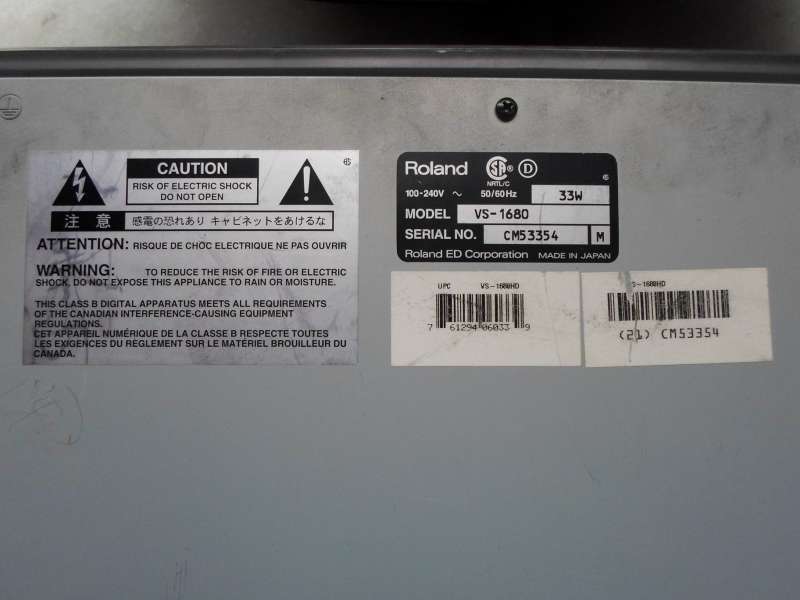 CAUTION
RISK OF ELECTRIC SHOCK
DO NOT OPEN
注意 感電の恐れあり キャビネットをあけるな
ATTENTION: RISQUE DE CHOC ELECTRIQUE NE PAS OUVRIR
WARNING: TO REDUCE THE RISK OF FIRE OR ELECTRIC
SHOCK, DO NOT EXPOSE THIS APPLIANCE TO RAIN OR MOISTURE.
THIS CLASS B DIGITAL APPARATUS MEETS ALL REQUIREMENTS
OF THE CANADIAN INTERFERENCE-CAUSING EQUIPMENT
REGULATIONS.
CET APPAREIL NUMÉRIQUE DE LA CLASSE B RESPECTE TOUTES
LES EXIGENCES DU RÈGLEMENT SUR LE MATÉRIEL BROUILLEUR DU
CANADA.
Roland SA ® D
NRTL/C
100-240V ~ 50/60Hz 33W
MODEL VS-1680
SERIAL NO. CM53354 M
Roland ED Corporation MADE IN JAPAN
UPC VS-1680HD
7 61294 06033 9
S-1680HD
(21) CM53354